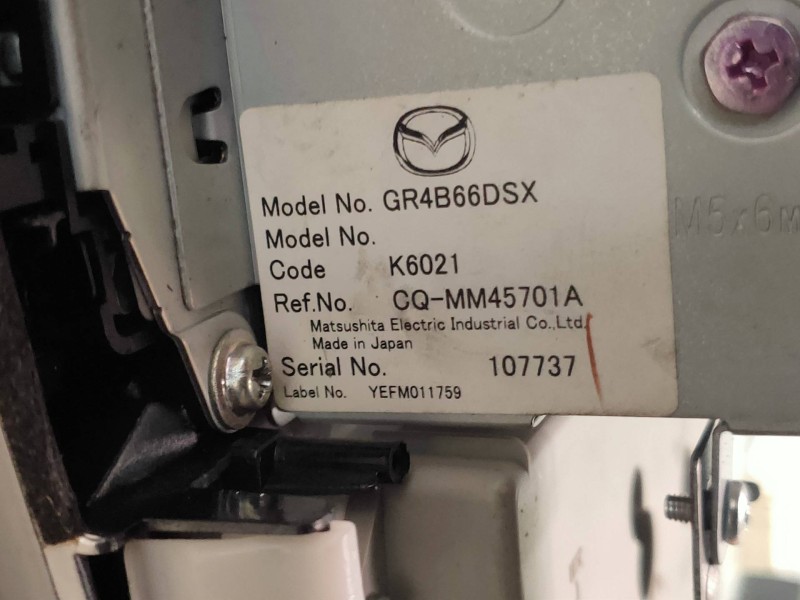 Model No. GR4B66DSX
Model No.
Code K6021
Ref.No. CQ-MM45701A
Matsushita Electric Industrial Co.,Ltd.
Made in Japan
Serial No. 107737
Label No. YEFM011759
M5x6M